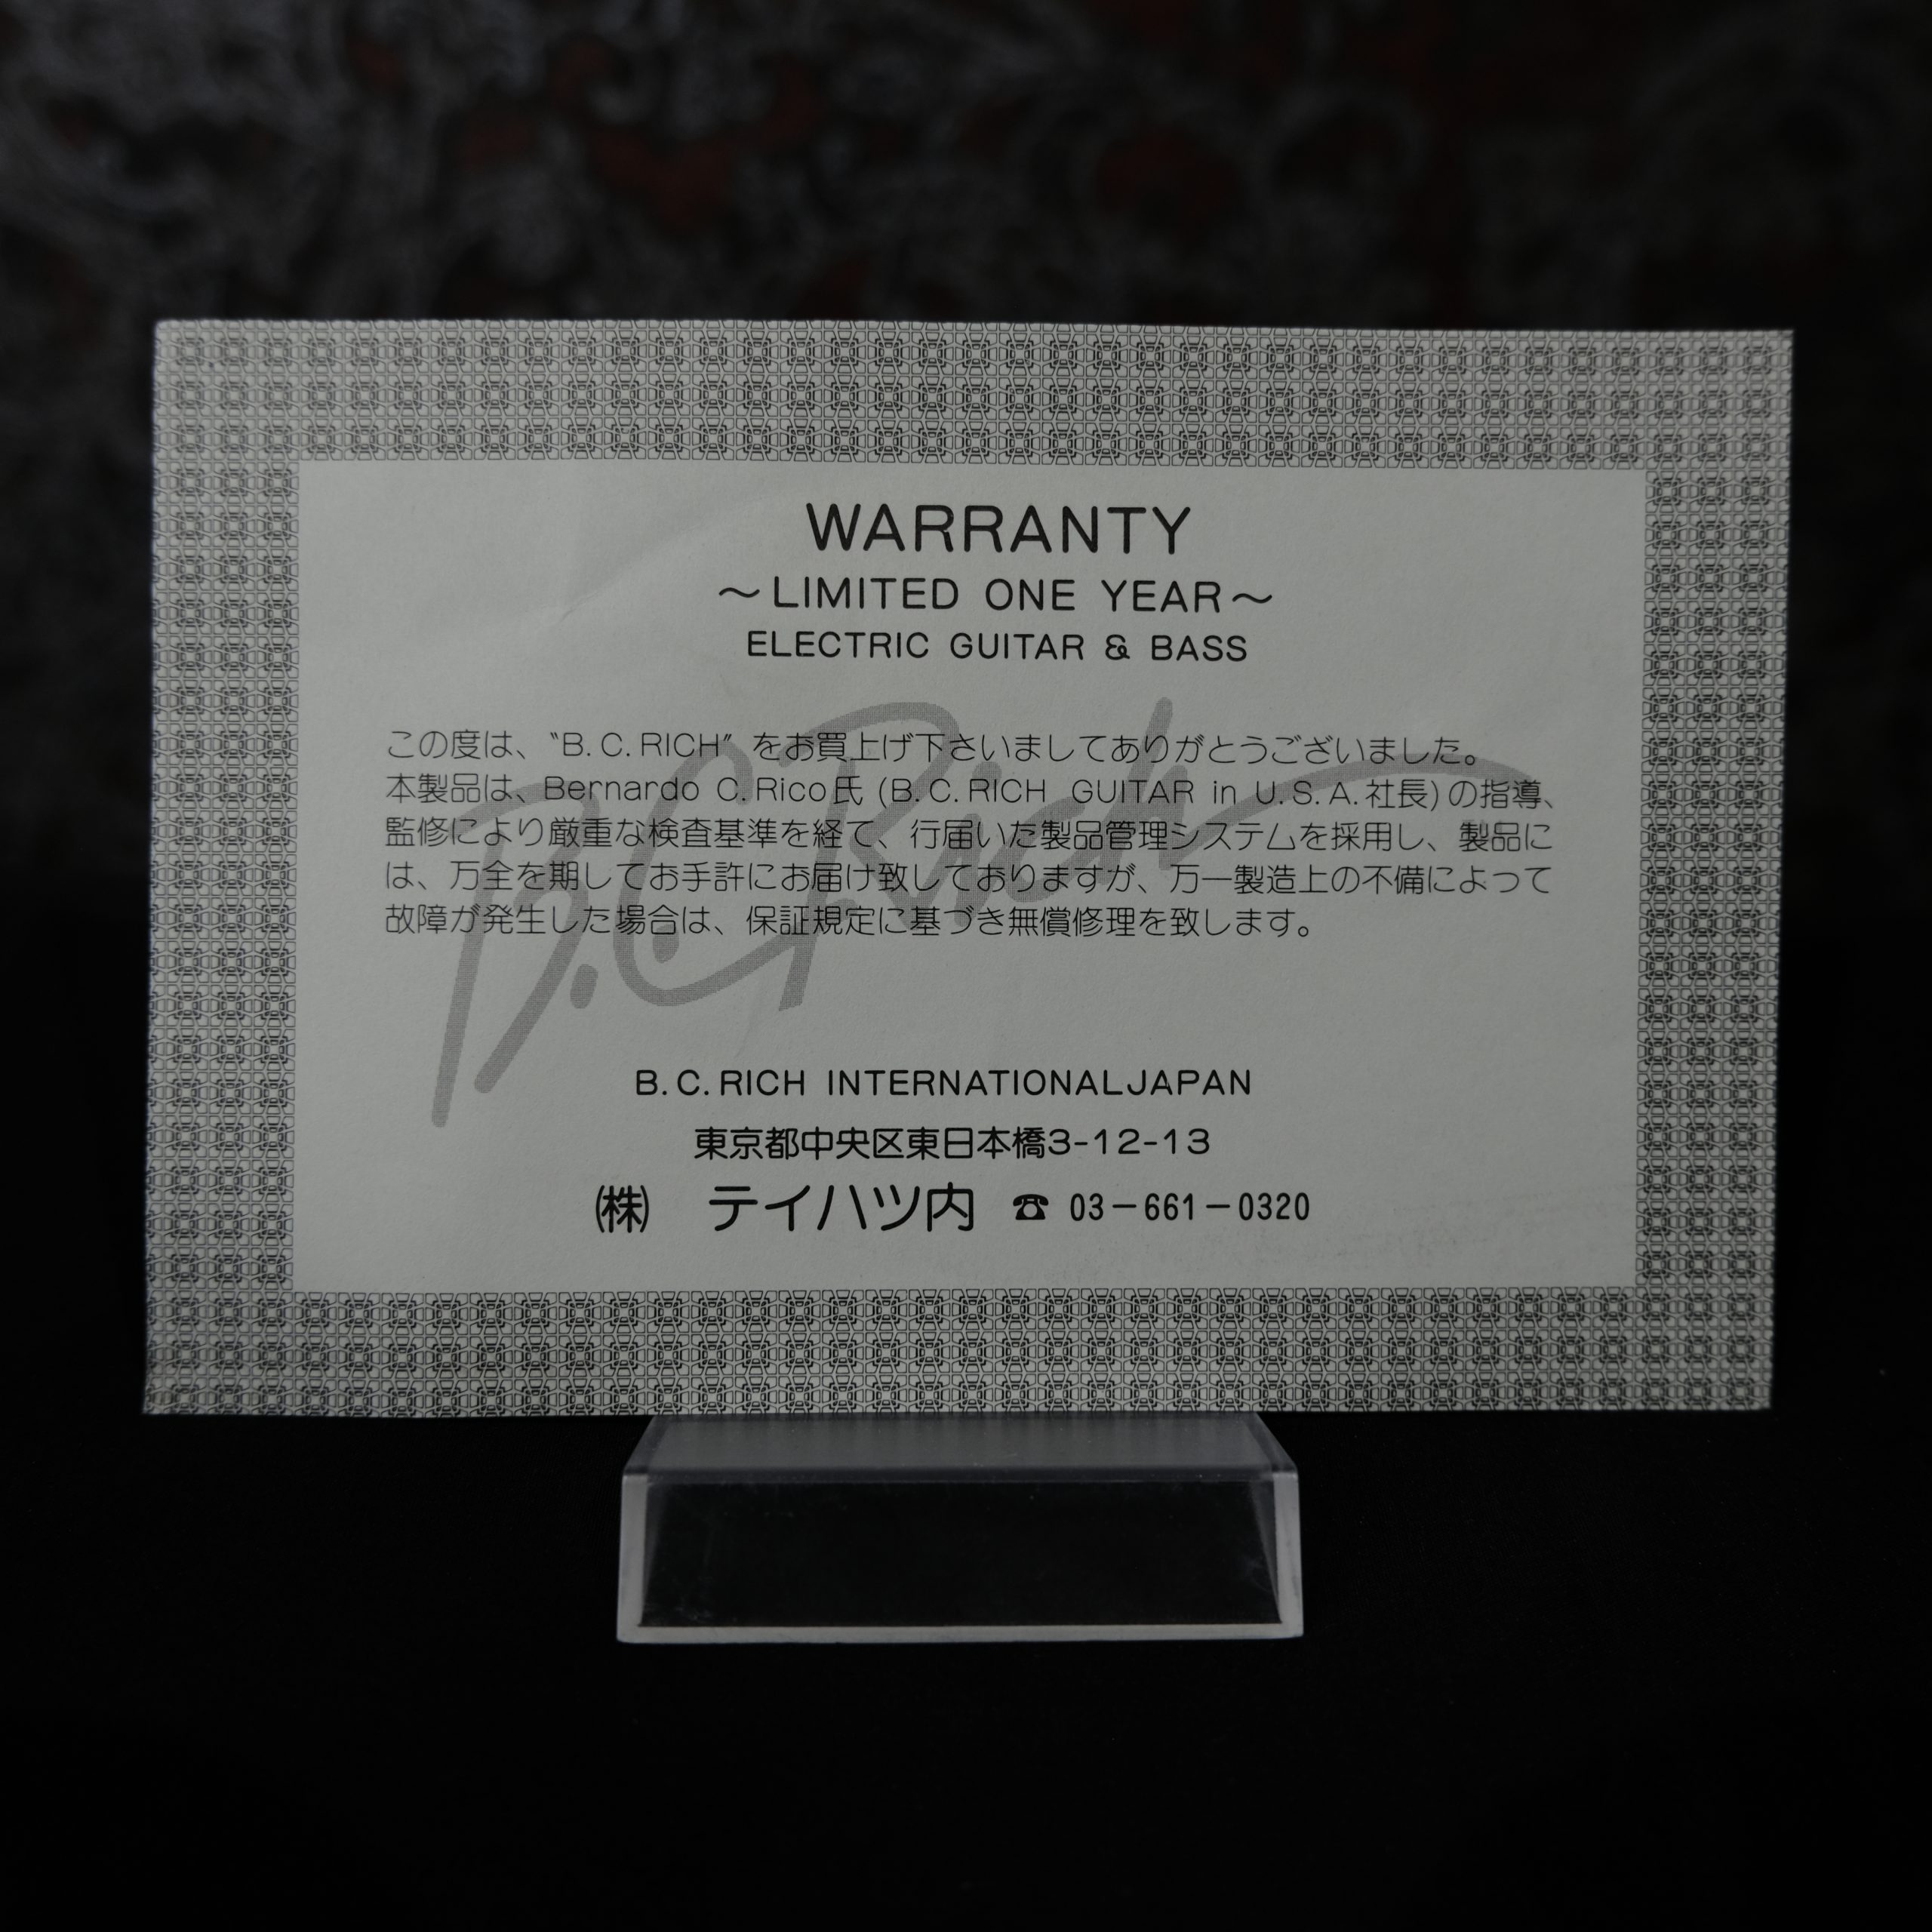 WARRANTY
～LIMITED ONE YEAR～
ELECTRIC GUITAR & BASS
この度は、“B.C.RICH”をお買上げ下さいましてありがとうございました。
本製品は、Bernardo C.Rico氏 (B.C.RICH GUITAR in U.S.A.社長)の指導、
監修により厳重な検査基準を経て、行届いた製品管理システムを採用し、製品に
は、万全を期してお手許にお届け致しておりますが、万一製造上の不備によって
故障が発生した場合は、保証規定に基づき無償修理を致します。
B.C.Rich
B.C.RICH INTERNATIONALJAPAN
東京都中央区東日本橋3-12-13
㈱ テイハツ内 ☎ 03-661-0320